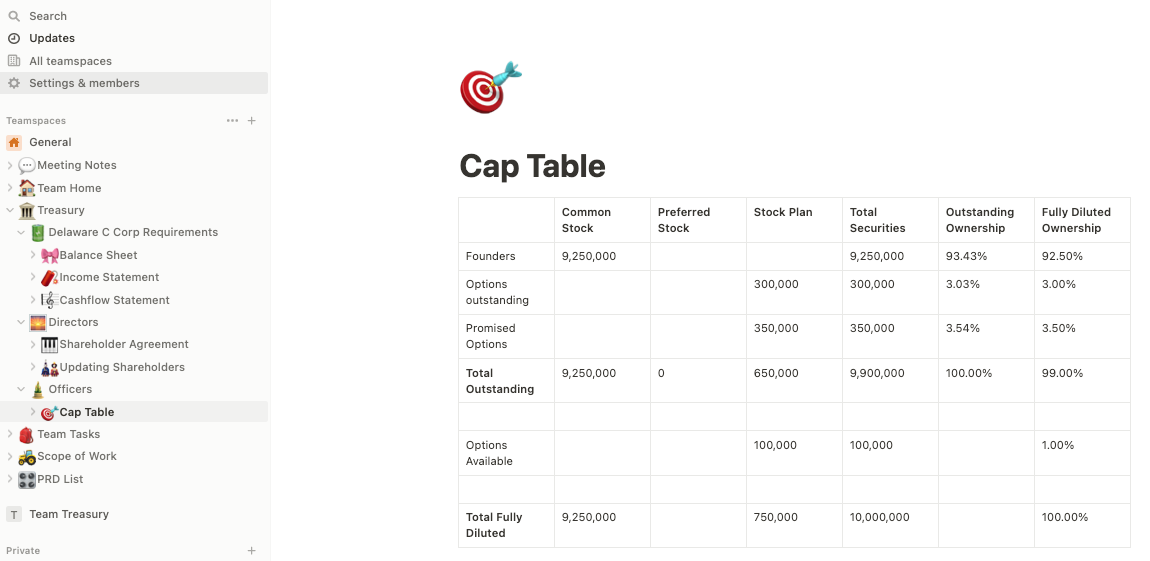 Search
Updates
All teamspaces
Settings & members
Teamspaces
General
Meeting Notes
Team Home
Treasury
Delaware C Corp Requirements
Balance Sheet
Income Statement
Cashflow Statement
Directors
Shareholder Agreement
Updating Shareholders
Officers
Cap Table
Team Tasks
Scope of Work
PRD List
T Team Treasury
Private
Cap Table
Common Stock Preferred Stock Stock Plan Total Securities Outstanding Ownership Fully Diluted Ownership
Founders 9,250,000 9,250,000 93.43% 92.50%
Options outstanding 300,000 300,000 3.03% 3.00%
Promised Options 350,000 350,000 3.54% 3.50%
Total Outstanding 9,250,000 0 650,000 9,900,000 100.00% 99.00%
Options Available 100,000 100,000 1.00%
Total Fully Diluted 9,250,000 750,000 10,000,000 100.00%